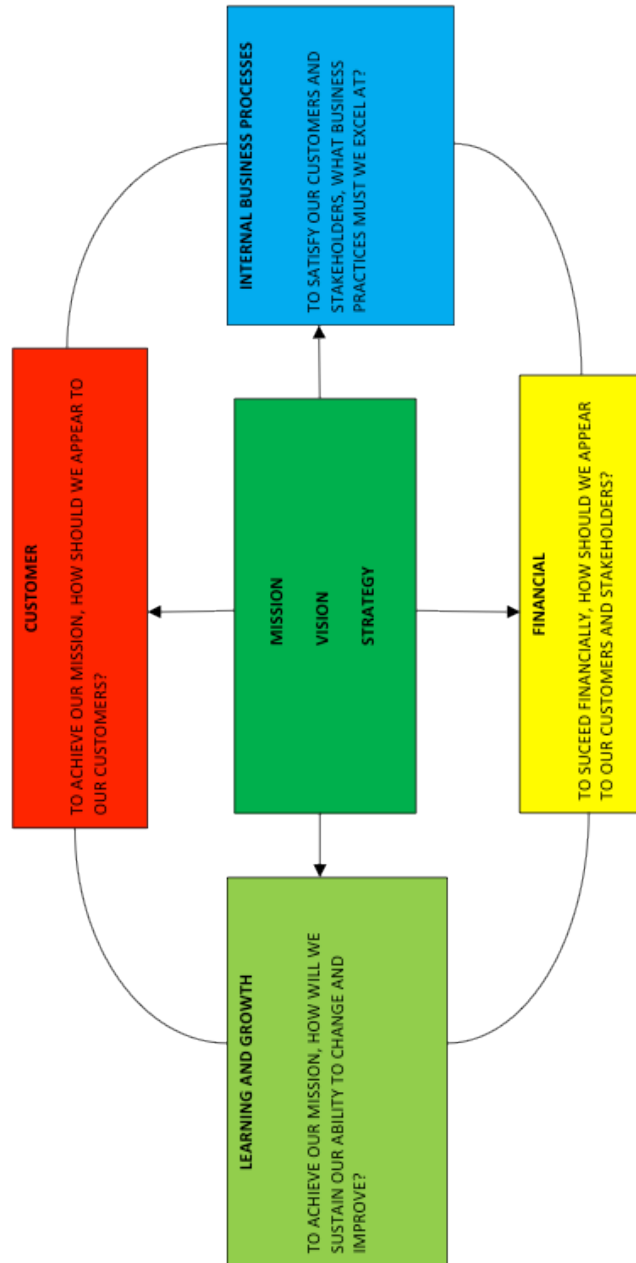 CUSTOMER
TO ACHIEVE OUR MISSION, HOW SHOULD WE APPEAR TO
OUR CUSTOMERS?
LEARNING AND GROWTH
TO ACHIEVE OUR MISSION, HOW WILL WE
SUSTAIN OUR ABILITY TO CHANGE AND
IMPROVE?
MISSION
VISION
STRATEGY
INTERNAL BUSINESS PROCESSES
TO SATISFY OUR CUSTOMERS AND
STAKEHOLDERS, WHAT BUSINESS
PRACTICES MUST WE EXCEL AT?
FINANCIAL
TO SUCEED FINANCIALLY, HOW SHOULD WE APPEAR
TO OUR CUSTOMERS AND STAKEHOLDERS?